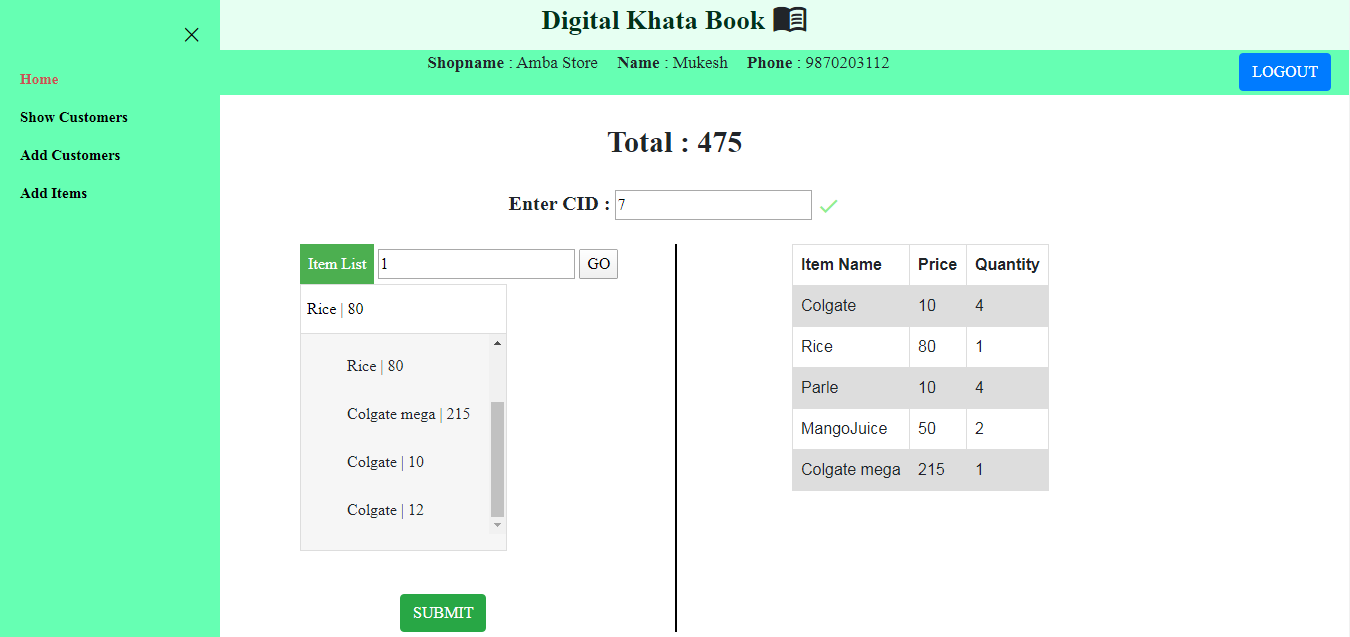 Digital Khata Book
Shopname : Amba Store Name : Mukesh Phone : 9870203112
LOGOUT
Home
Show Customers
Add Customers
Add Items
Total : 475
Enter CID : 7
Item List 1 GO
Rice | 80
Rice | 80
Colgate mega | 215
Colgate | 10
Colgate | 12
SUBMIT
Item Name Price Quantity
Colgate 10 4
Rice 80 1
Parle 10 4
MangoJuice 50 2
Colgate mega 215 1